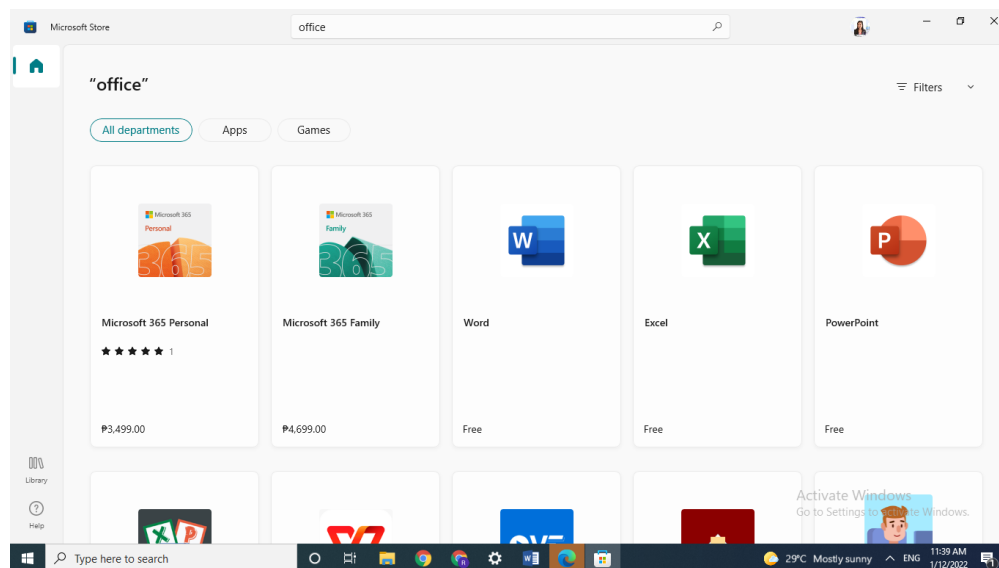 Microsoft Store
office
"office"
Filters
All departments
Apps
Games
Microsoft 365
Personal
365
Microsoft 365
Family
365
W
X
P
Microsoft 365 Personal
Microsoft 365 Family
Word
Excel
PowerPoint
1
₱3,499.00
₱4,699.00
Free
Free
Free
Library
Help
X P
Activate Windows
Go to Settings to activate Windows.
Type here to search
29°C Mostly sunny
ENG
11:39 AM
1/12/2022